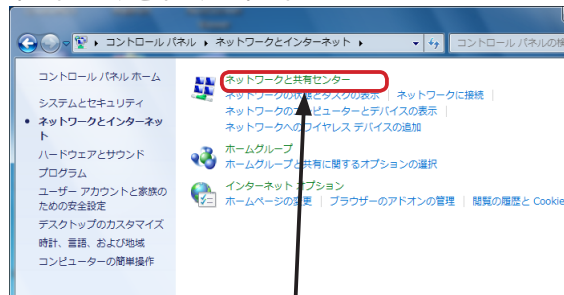 コントロール パネル ▸ ネットワークとインターネット ▸
コントロール パネルの検
コントロール パネル ホーム
システムとセキュリティ
ネットワークとインターネッ
ト
ハードウェアとサウンド
プログラム
ユーザー アカウントと家族の
ための安全設定
デスクトップのカスタマイズ
時計、言語、および地域
コンピューターの簡単操作
ネットワークと共有センター
ネットワークの状態とタスクの表示 | ネットワークに接続 |
ネットワークのコンピューターとデバイスの表示 |
ネットワークへのワイヤレス デバイスの追加
ホームグループ
ホームグループと共有に関するオプションの選択
インターネット オプション
ホームページの変更 | ブラウザーのアドオンの管理 | 閲覧の履歴と Cookie